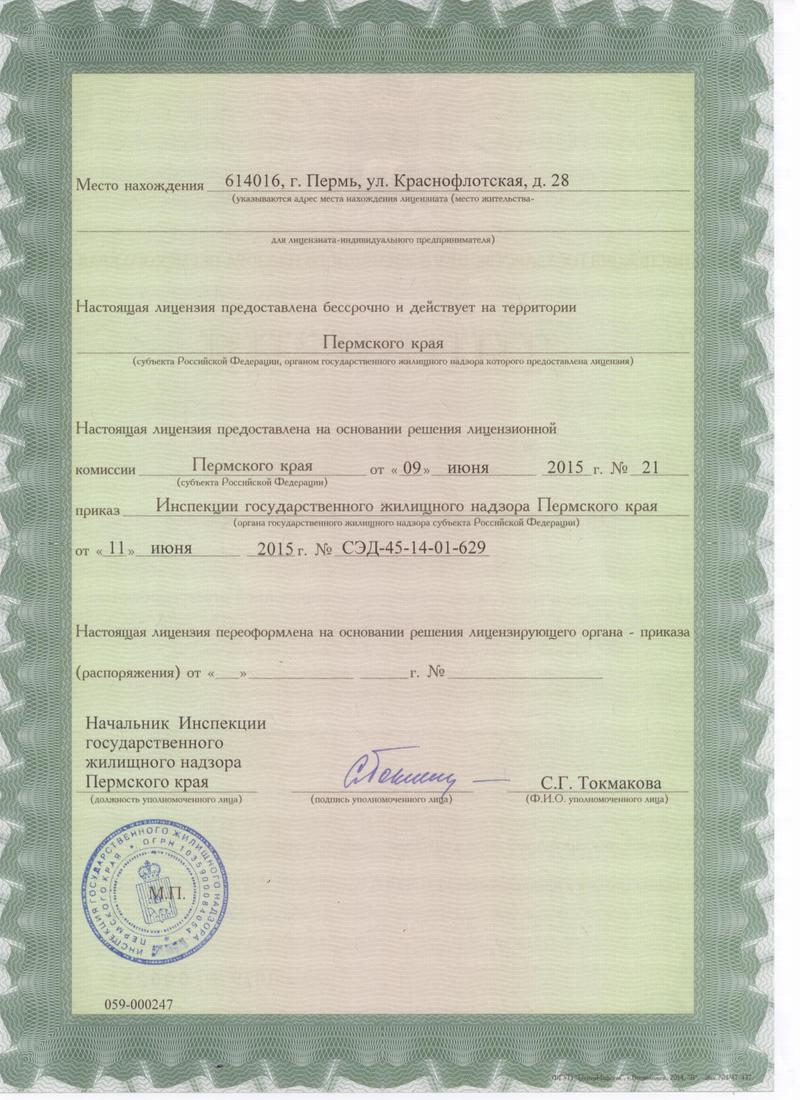 Место нахождения 614016, г. Пермь, ул. Краснофлотская, д. 28
(указываются адрес места нахождения лицензиата (место жительства-
для лицензиата-индивидуального предпринимателя)
Настоящая лицензия предоставлена бессрочно и действует на территории
Пермского края
(субъекта Российской Федерации, органом государственного жилищного надзора которого предоставлена лицензия)
Настоящая лицензия предоставлена на основании решения лицензионной
комиссии Пермского края от «09» июня 2015 г. № 21
(субъекта Российской Федерации)
приказ Инспекции государственного жилищного надзора Пермского края
(органа государственного жилищного надзора субъекта Российской Федерации)
от «11» июня 2015 г. № СЭД-45-14-01-629
Настоящая лицензия переоформлена на основании решения лицензирующего органа - приказа
(распоряжения) от «___»__________ _____г. №_______________
Начальник Инспекции
государственного
жилищного надзора
Пермского края
С.Г. Токмакова
(должность уполномоченного лица) (подпись уполномоченного лица) (Ф.И.О. уполномоченного лица)
ИНСПЕКЦИЯ ГОСУДАРСТВЕННОГО ЖИЛИЩНОГО НАДЗОРА
ПЕРМСКОГО КРАЯ * ОГРН 1035900084054
М.П.
059-000247